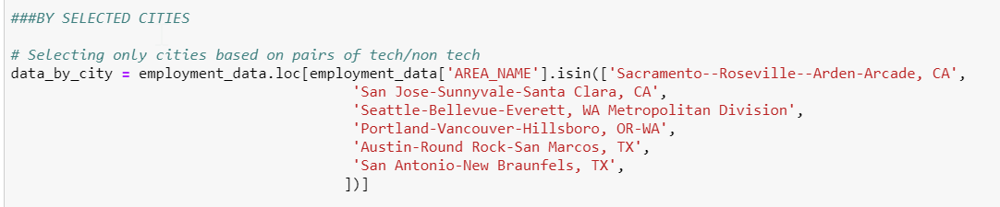 ###BY SELECTED CITIES
# Selecting only cities based on pairs of tech/non tech
data_by_city = employment_data.loc[employment_data['AREA_NAME'].isin(['Sacramento--Roseville--Arden-Arcade, CA',
'San Jose-Sunnyvale-Santa Clara, CA',
'Seattle-Bellevue-Everett, WA Metropolitan Division',
'Portland-Vancouver-Hillsboro, OR-WA',
'Austin-Round Rock-San Marcos, TX',
'San Antonio-New Braunfels, TX',
])]